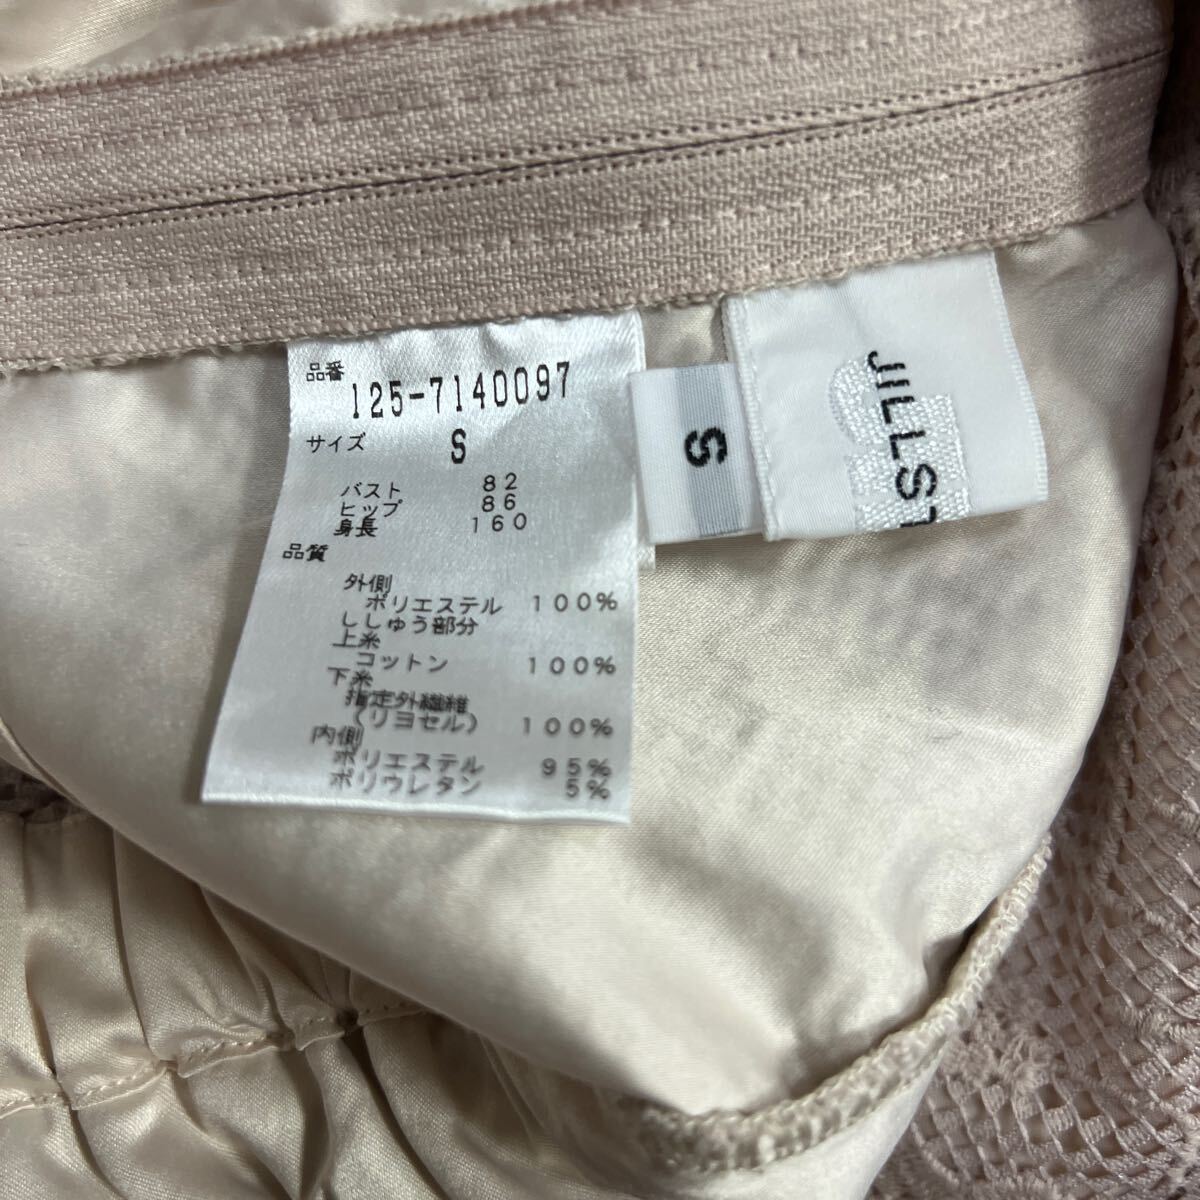 品番
125-7140097
サイズ S
バスト 82
ヒップ 86
身長 160
品質
外側
ポリエステル 100%
ししゅう部分
上糸
コットン 100%
下糸
指定外繊維
(リヨセル) 100%
内側
ポリエステル 95%
ポリウレタン 5%
S
JILL ST